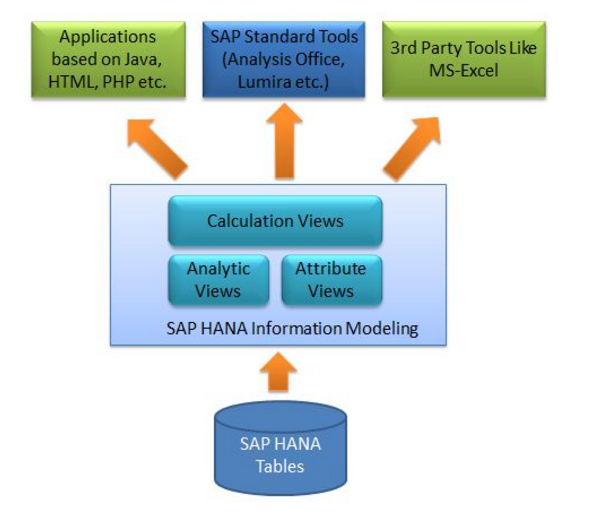 Applications
based on Java,
HTML, PHP etc.
SAP Standard Tools
(Analysis Office,
Lumira etc.)
3rd Party Tools Like
MS-Excel
Calculation Views
Analytic
Views
Attribute
Views
SAP HANA Information Modeling
SAP HANA
Tables